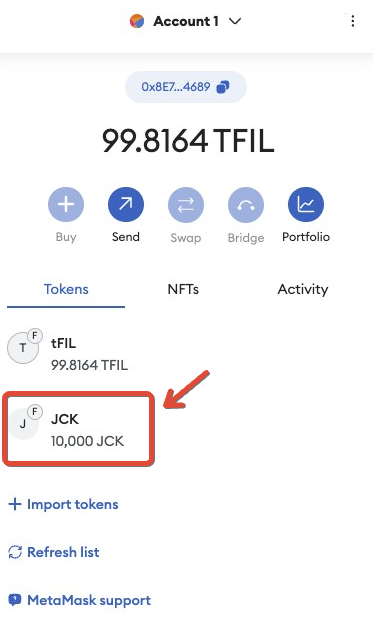 Account 1
0x8E7...4689
99.8164 TFIL
Buy
Send
Swap
Bridge
Portfolio
Tokens
NFTs
Activity
T
F
tFIL
99.8164 TFIL
J
F
JCK
10,000 JCK
Import tokens
Refresh list
MetaMask support